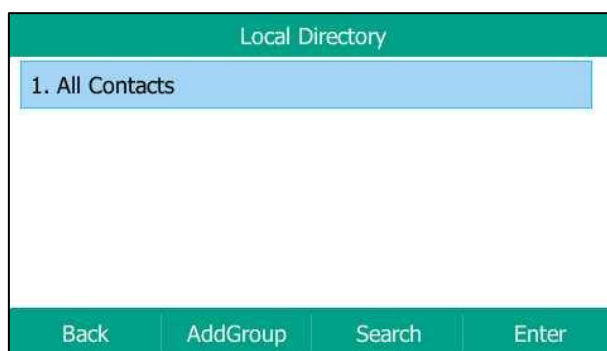 Local Directory
1. All Contacts
Back AddGroup Search Enter